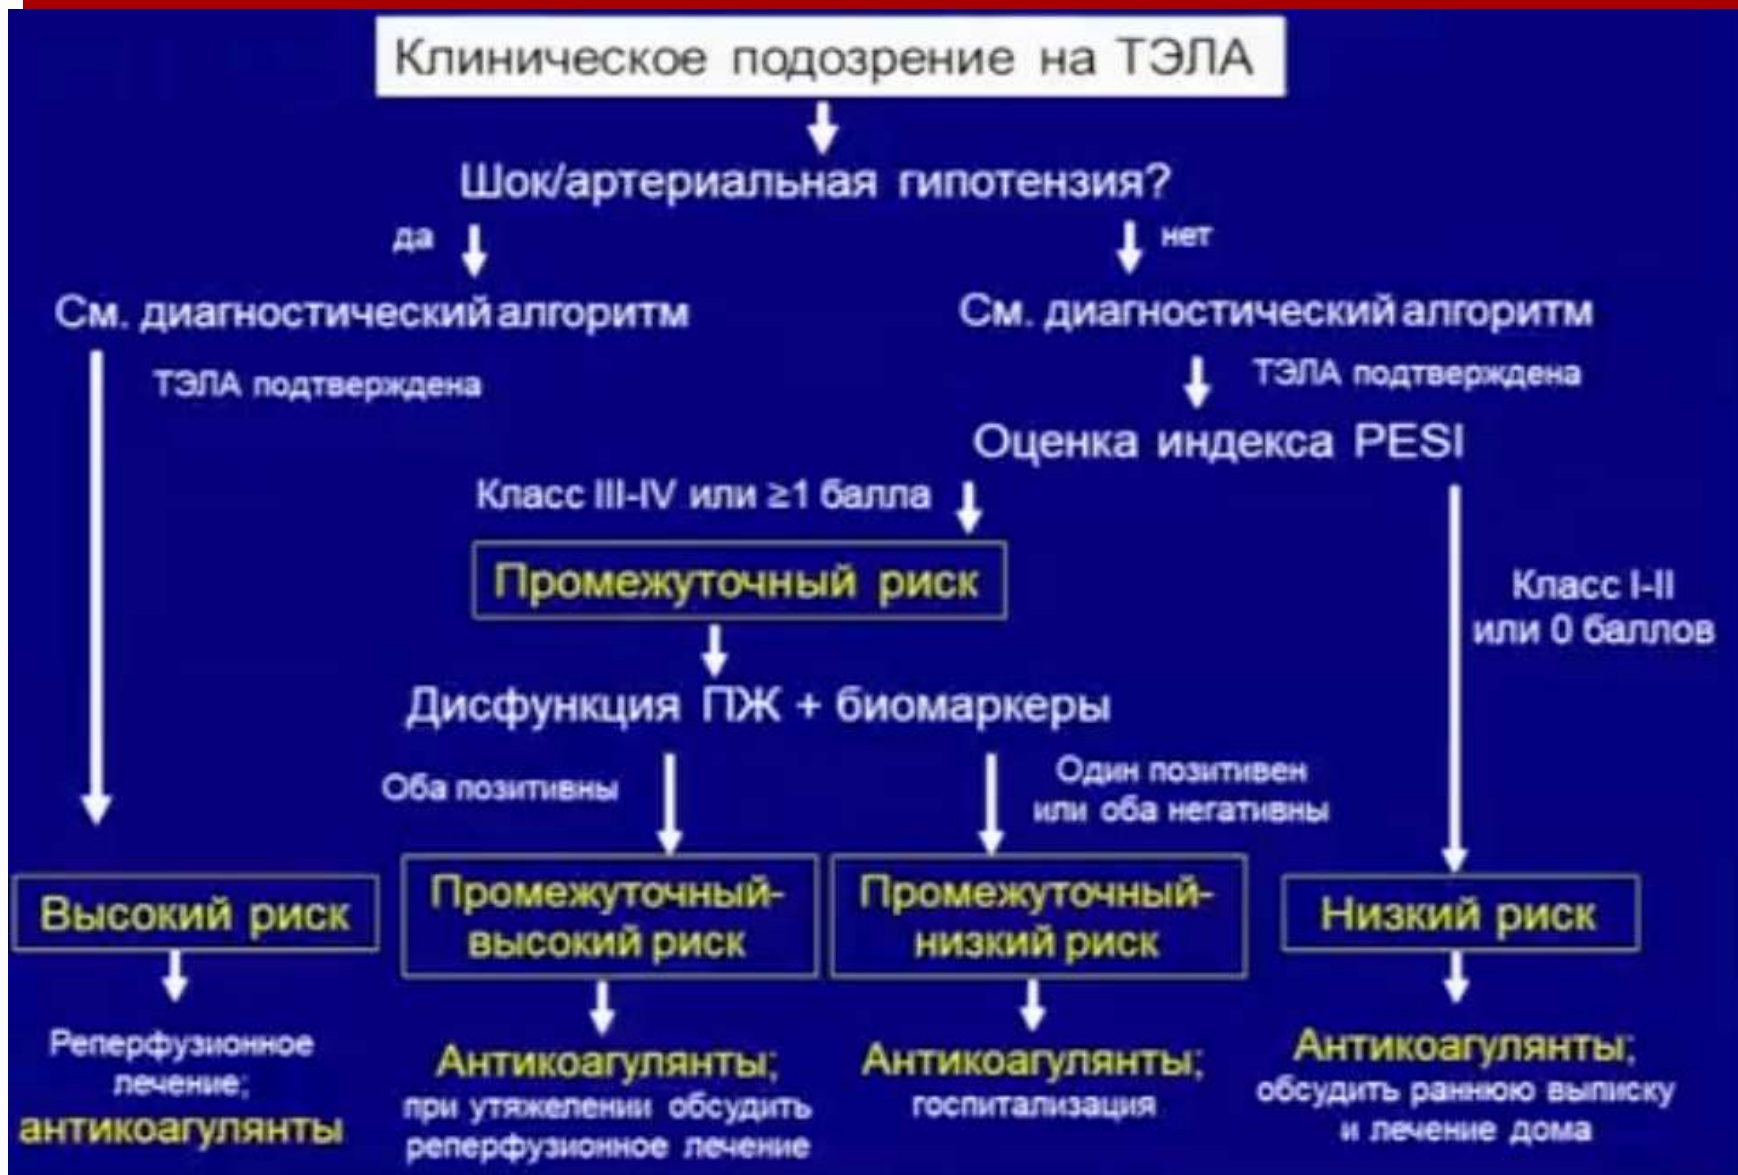 Клиническое подозрение на ТЭЛА
Шок/артериальная гипотензия?
да
нет
См. диагностический алгоритм
См. диагностический алгоритм
ТЭЛА подтверждена
ТЭЛА подтверждена
Оценка индекса PESI
Класс III-IV или ≥1 балла
Промежуточный риск
Класс I-II
или 0 баллов
Дисфункция ПЖ + биомаркеры
Оба позитивны
Один позитивен
или оба негативны
Высокий риск
Промежуточный-
высокий риск
Промежуточный-
низкий риск
Низкий риск
Реперфузионное
лечение;
антикоагулянты
Антикоагулянты;
при утяжелении обсудить
реперфузионное лечение
Антикоагулянты;
госпитализация
Антикоагулянты;
обсудить раннюю выписку
и лечение дома